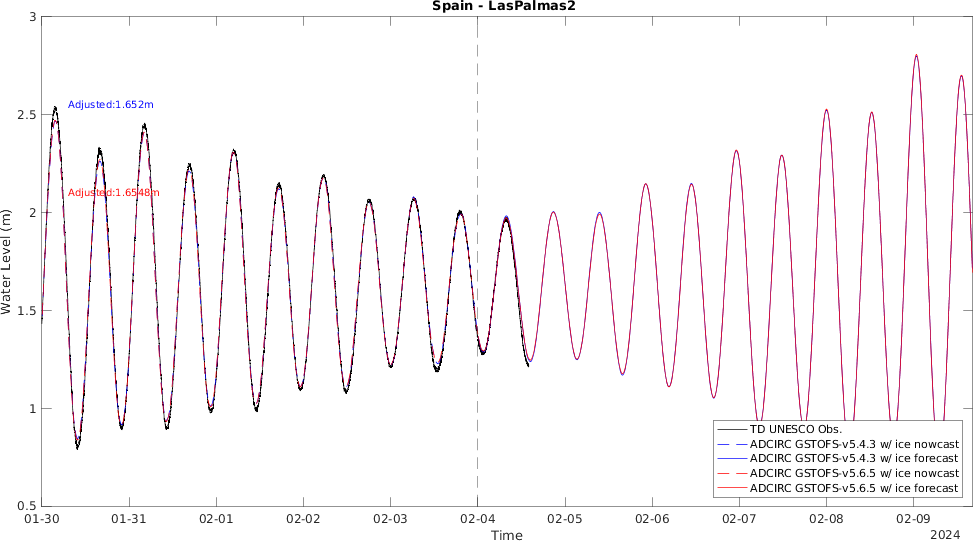 Spain - LasPalmas2
3
2.5
2
1.5
1
0.5
Water Level (m)
Adjusted:1.652m
Adjusted:1.6548m
TD UNESCO Obs.
ADCIRC GSTOFS-v5.4.3 w/ ice nowcast
ADCIRC GSTOFS-v5.4.3 w/ ice forecast
ADCIRC GSTOFS-v5.6.5 w/ ice nowcast
ADCIRC GSTOFS-v5.6.5 w/ ice forecast
01-30 01-31 02-01 02-02 02-03 02-04 02-05 02-06 02-07 02-08 02-09
Time
2024